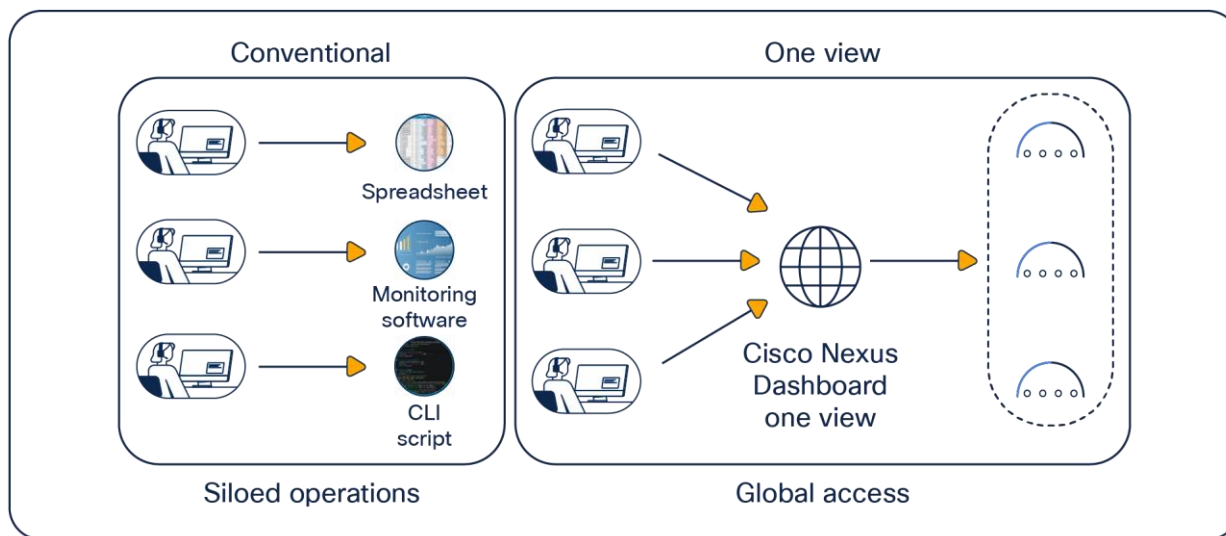 Conventional
Spreadsheet
Monitoring
software
CLI
script
Siloed operations
One view
Cisco Nexus
Dashboard
one view
Global access